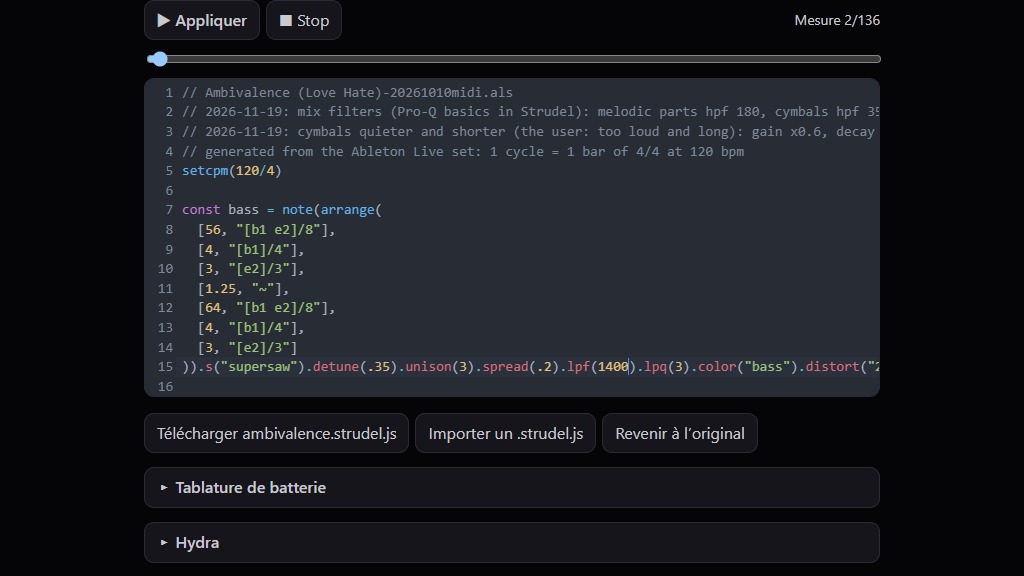 ▶ Appliquer
■ Stop
Mesure 2/136
1 // Ambivalence (Love Hate)-20261010midi.als
2 // 2026-11-19: mix filters (Pro-Q basics in Strudel): melodic parts hpf 180, cymbals hpf 35
3 // 2026-11-19: cymbals quieter and shorter (the user: too loud and long): gain x0.6, decay
4 // generated from the Ableton Live set: 1 cycle = 1 bar of 4/4 at 120 bpm
5 setcpm(120/4)
6
7 const bass = note(arrange(
8   [56, "[b1 e2]/8"],
9   [4, "[b1]/4"],
10   [3, "[e2]/3"],
11   [1.25, "~"],
12   [64, "[b1 e2]/8"],
13   [4, "[b1]/4"],
14   [3, "[e2]/3"]
15 )).s("supersaw").detune(.35).unison(3).spread(.2).lpf(1400).lpq(3).color("bass").distort("2
16
Télécharger ambivalence.strudel.js
Importer un .strudel.js
Revenir à l’original
▸ Tablature de batterie
▸ Hydra